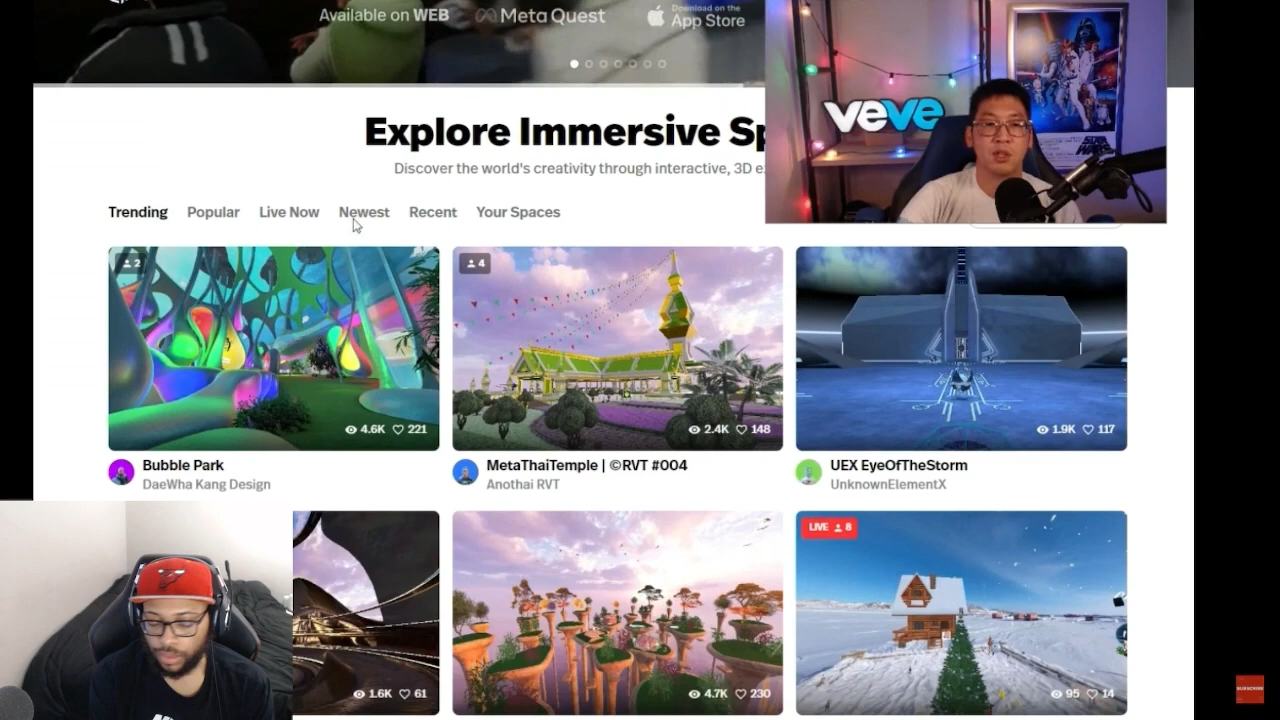 Available on WEB
Meta Quest
Download on the
App Store
Explore Immersive Sp
Discover the world's creativity through interactive, 3D e
veve
STAR
WARS
Trending
Popular
Live Now
Newest
Recent
Your Spaces
2
4.6K
221
4
2.4K
148
1.9K
117
Bubble Park
DaeWha Kang Design
MetaThaiTemple | ©RVT #004
Anothai RVT
UEX EyeOfTheStorm
UnknownElementX
1.6K
61
4.7K
230
LIVE 8
95
14
SUBSCRIBE